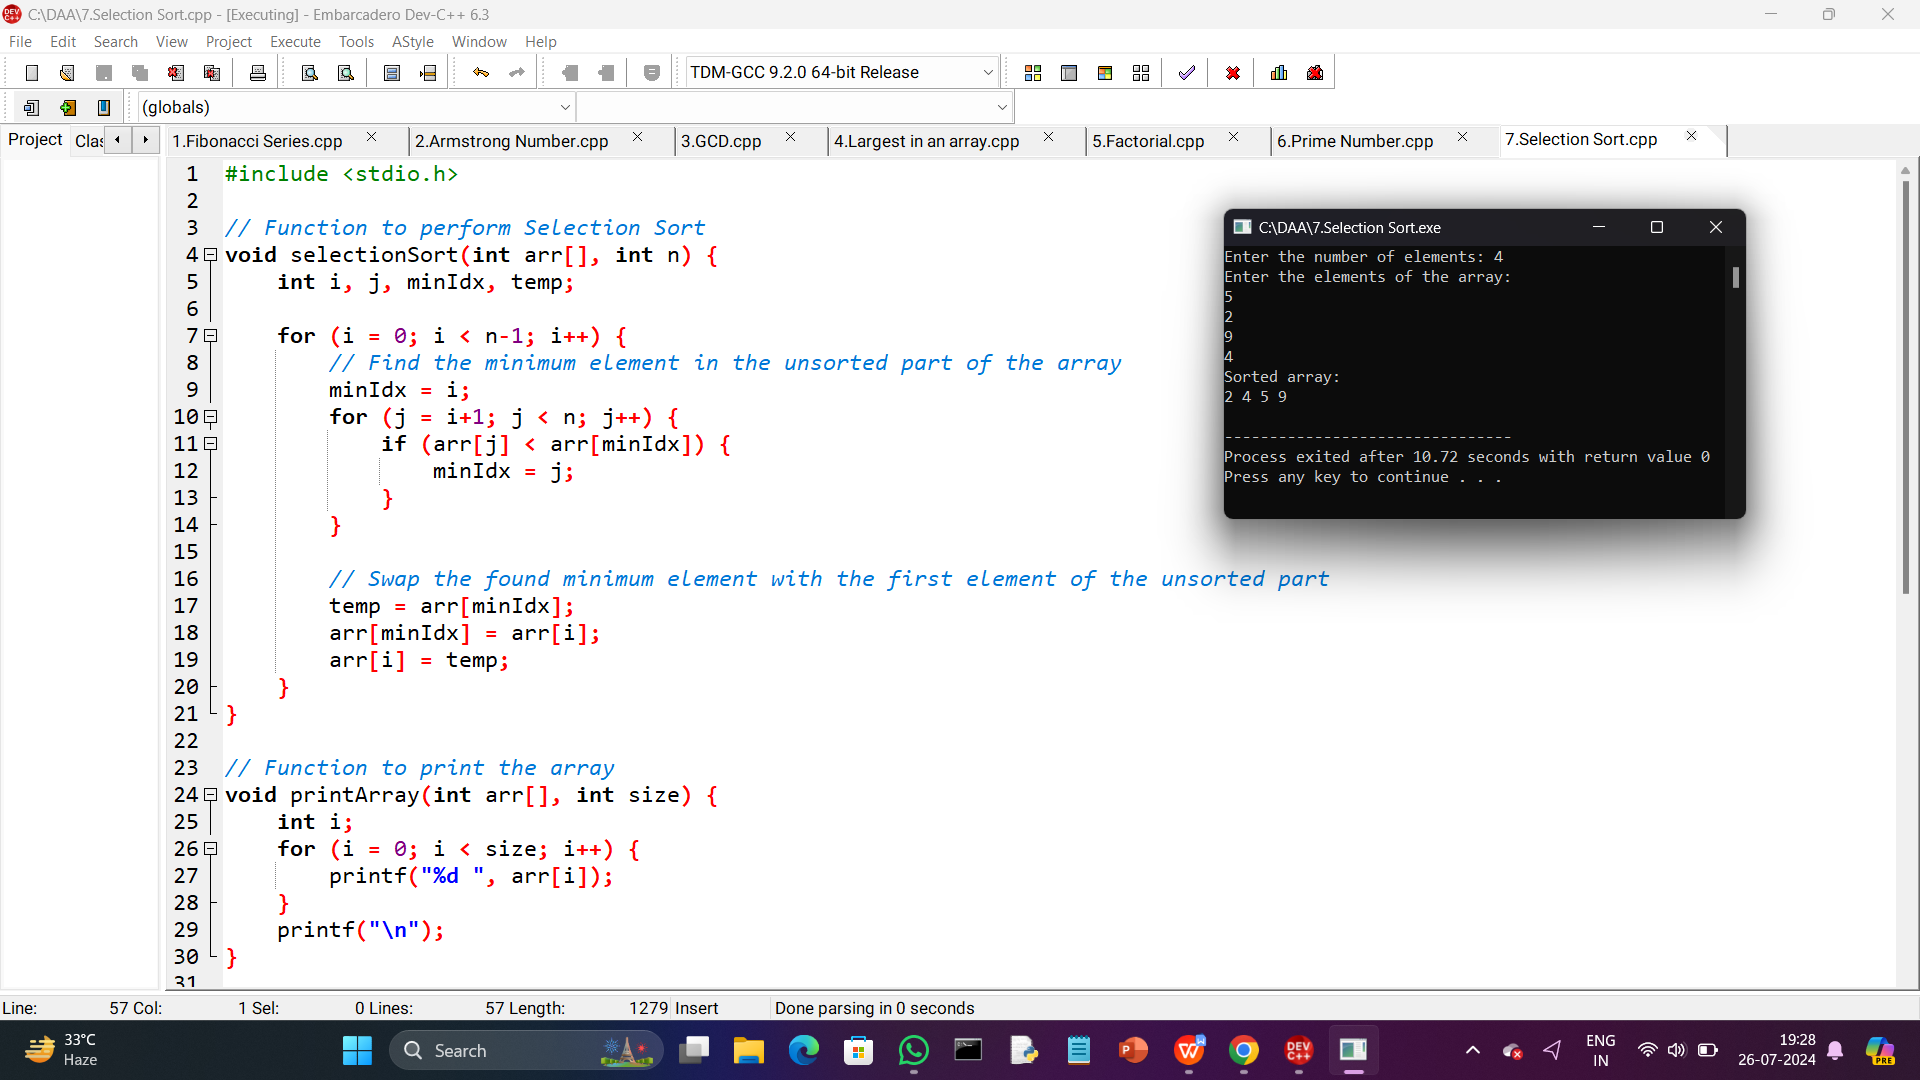 C:\DAA\7.Selection Sort.cpp - [Executing] - Embarcadero Dev-C++ 6.3
File Edit Search View Project Execute Tools AStyle Window Help
TDM-GCC 9.2.0 64-bit Release
(globals)
Project Clas 1.Fibonacci Series.cpp 2.Armstrong Number.cpp 3.GCD.cpp 4.Largest in an array.cpp 5.Factorial.cpp 6.Prime Number.cpp 7.Selection Sort.cpp
1 #include <stdio.h>
2
3 // Function to perform Selection Sort
4 void selectionSort(int arr[], int n) {
5 int i, j, minIdx, temp;
6
7 for (i = 0; i < n-1; i++) {
8 // Find the minimum element in the unsorted part of the array
9 minIdx = i;
10 for (j = i+1; j < n; j++) {
11 if (arr[j] < arr[minIdx]) {
12 minIdx = j;
13 }
14 }
15
16 // Swap the found minimum element with the first element of the unsorted part
17 temp = arr[minIdx];
18 arr[minIdx] = arr[i];
19 arr[i] = temp;
20 }
21 }
22
23 // Function to print the array
24 void printArray(int arr[], int size) {
25 int i;
26 for (i = 0; i < size; i++) {
27 printf("%d ", arr[i]);
28 }
29 printf("\n");
30 }
31
C:\DAA\7.Selection Sort.exe
Enter the number of elements: 4
Enter the elements of the array:
5
2
9
4
Sorted array:
2 4 5 9
--------------------------------
Process exited after 10.72 seconds with return value 0
Press any key to continue . . .
Line: 57 Col: 1 Sel: 0 Lines: 57 Length: 1279 Insert Done parsing in 0 seconds
33°C
Haze
Search
DEV C++
ENG
IN
19:28
26-07-2024
PRE